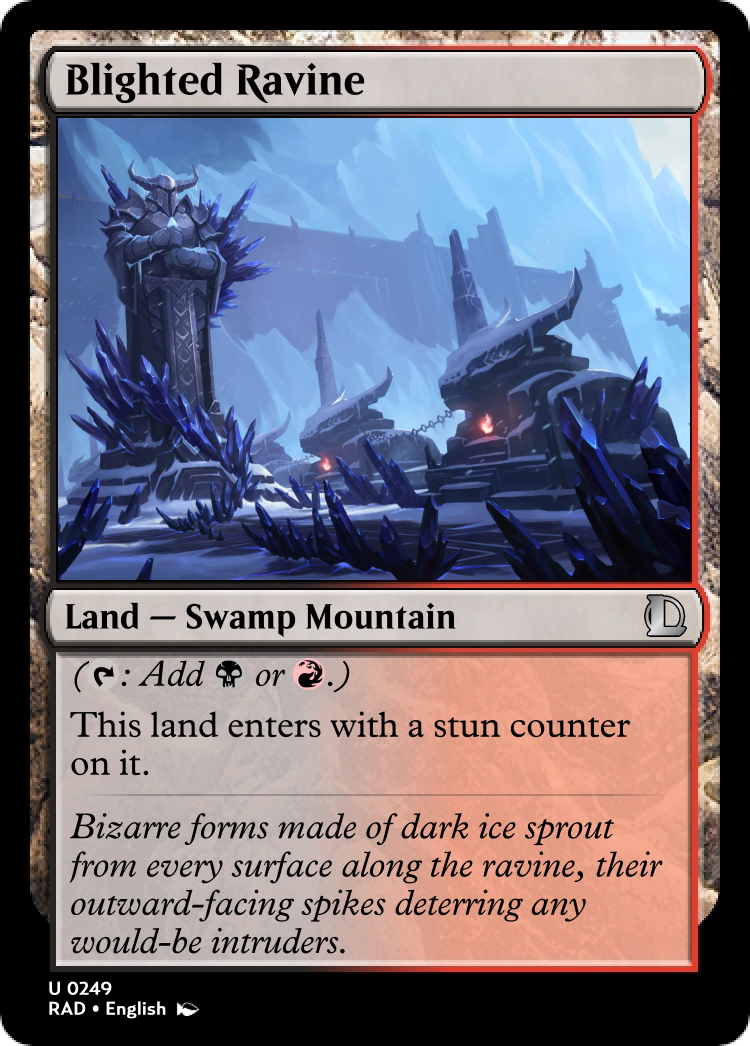 Blighted Ravine
Land — Swamp Mountain
( : Add or .)
This land enters with a stun counter
on it.
Bizarre forms made of dark ice sprout
from every surface along the ravine, their
outward-facing spikes deterring any
would-be intruders.
U 0249
RAD • English